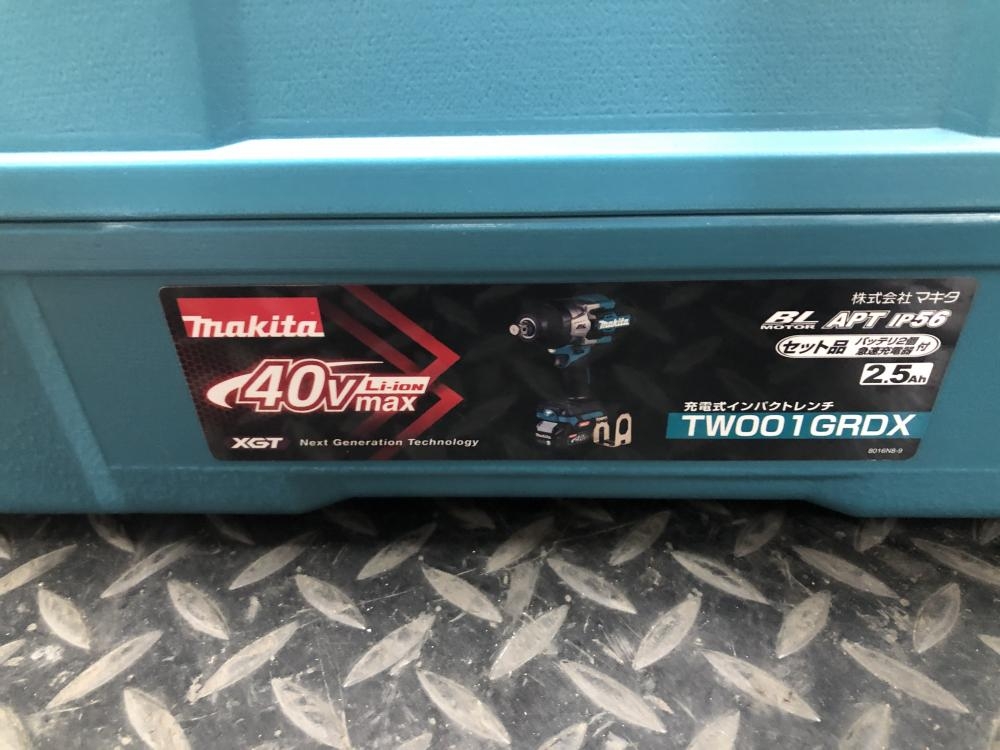 makita
40Vmax Li-ion
XGT Next Generation Technology
株式会社 マキタ
BL MOTOR APT IP56
セット品 バッテリ2個 急速充電器 付
2.5Ah
充電式インパクトレンチ
TW001GRDX
8016N8-9
makita